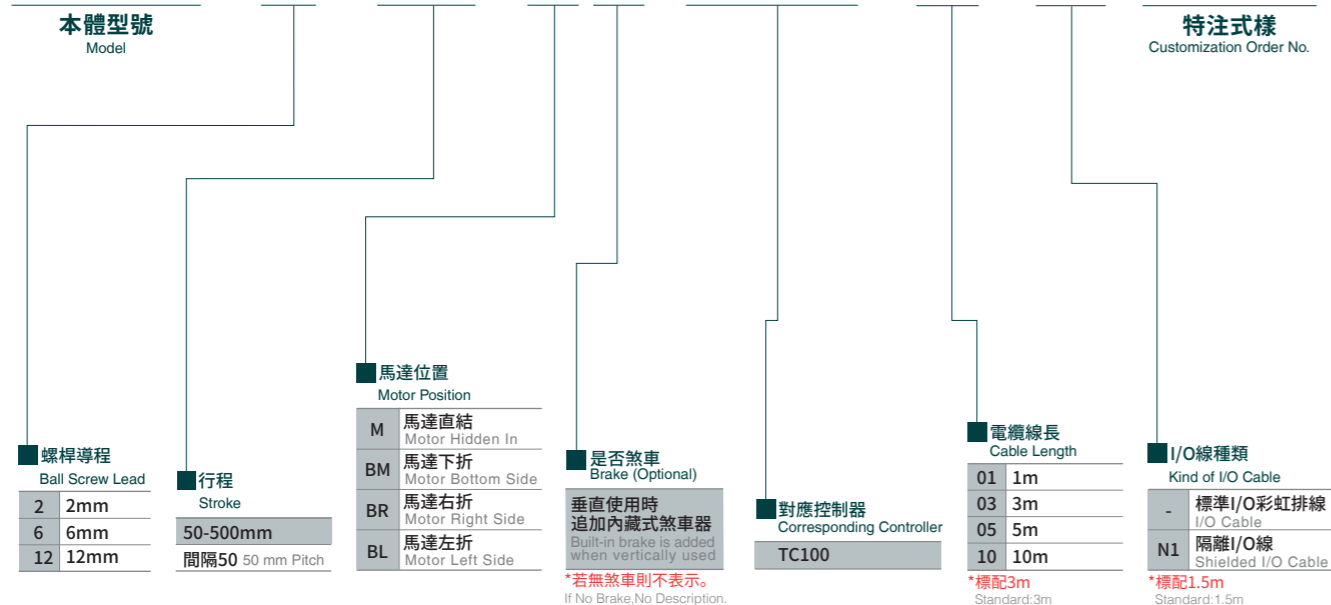 本體型號
Model
特注式樣
Customization Order No.
螺桿導程
Ball Screw Lead
2 2mm
6 6mm
12 12mm
行程
Stroke
50-500mm
間隔50 50 mm Pitch
馬達位置
Motor Position
M 馬達直結
Motor Hidden In
BM 馬達下折
Motor Bottom Side
BR 馬達右折
Motor Right Side
BL 馬達左折
Motor Left Side
是否煞車
Brake (Optional)
垂直使用時
追加內藏式煞車器
Built-in brake is added
when vertically used
*若無煞車則不表示。
If No Brake,No Description.
對應控制器
Corresponding Controller
TC100
電纜線長
Cable Length
01 1m
03 3m
05 5m
10 10m
*標配3m
Standard:3m
I/O線種類
Kind of I/O Cable
- 標準I/O彩虹排線
I/O Cable
N1 隔離I/O線
Shielded I/O Cable
*標配1.5m
Standard:1.5m